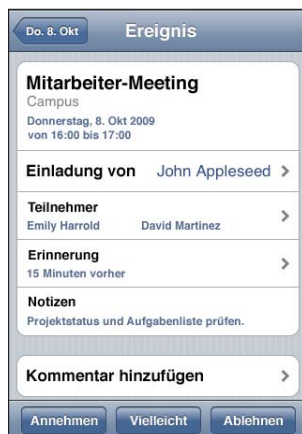 Do. 8. Okt
Ereignis
Mitarbeiter-Meeting
Campus
Donnerstag, 8. Okt 2009
von 16:00 bis 17:00
Einladung von John Appleseed
Teilnehmer
Emily Harrold David Martinez
Erinnerung
15 Minuten vorher
Notizen
Projektstatus und Aufgabenliste prüfen.
Kommentar hinzufügen
Annehmen Vielleicht Ablehnen